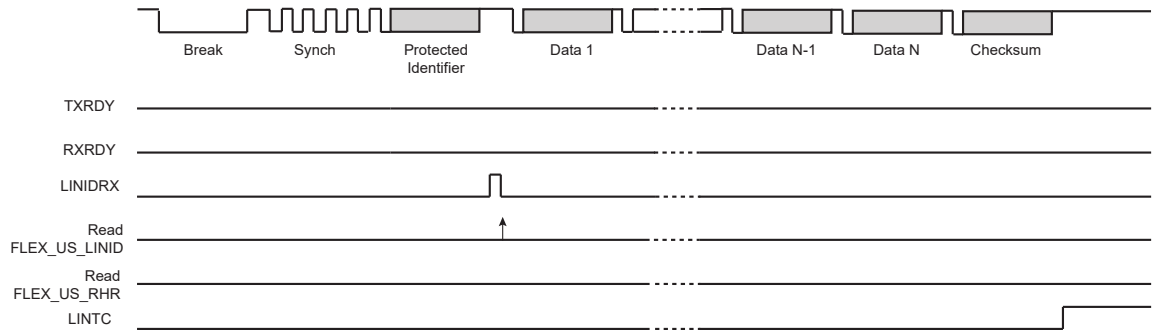 Break
Synch
Protected
Identifier
Data 1
Data N-1
Data N
Checksum
TXRDY
RXRDY
LINIDRX
Read
FLEX_US_LINID
Read
FLEX_US_RHR
LINTC